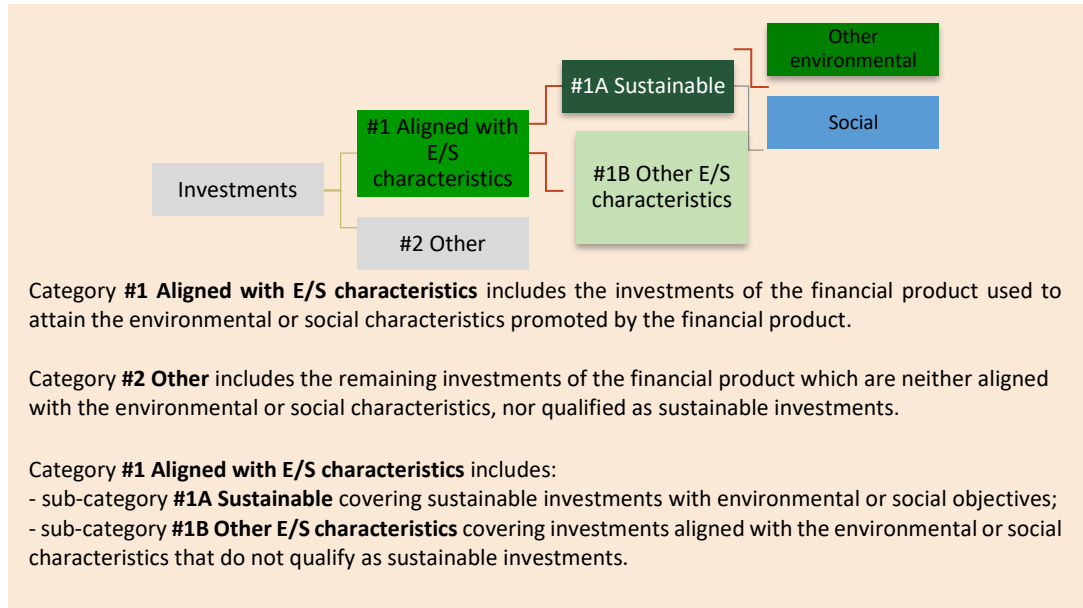 Other
environmental
#1A Sustainable
Social
#1 Aligned with
E/S
characteristics
#1B Other E/S
characteristics
Investments
#2 Other
Category #1 Aligned with E/S characteristics includes the investments of the financial product used to
attain the environmental or social characteristics promoted by the financial product.
Category #2 Other includes the remaining investments of the financial product which are neither aligned
with the environmental or social characteristics, nor qualified as sustainable investments.
Category #1 Aligned with E/S characteristics includes:
- sub-category #1A Sustainable covering sustainable investments with environmental or social objectives;
- sub-category #1B Other E/S characteristics covering investments aligned with the environmental or social
characteristics that do not qualify as sustainable investments.